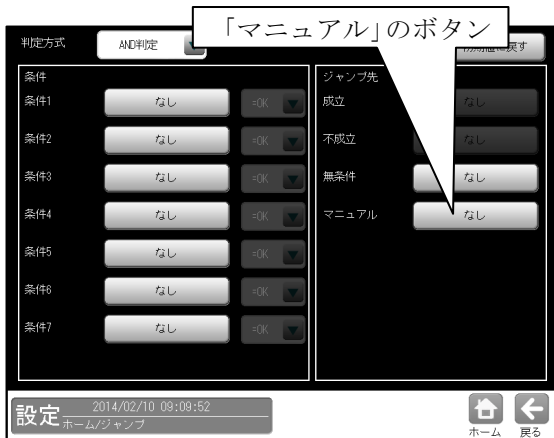 「マニュアル」のボタン
判定方式 AND判定
条件
条件1 なし =OK
条件2 なし =OK
条件3 なし =OK
条件4 なし =OK
条件5 なし =OK
条件6 なし =OK
条件7 なし =OK
ジャンプ先
成立 なし
不成立 なし
無条件 なし
マニュアル なし
設定 2014/02/10 09:09:52
ホーム/ジャンプ
ホーム 戻る